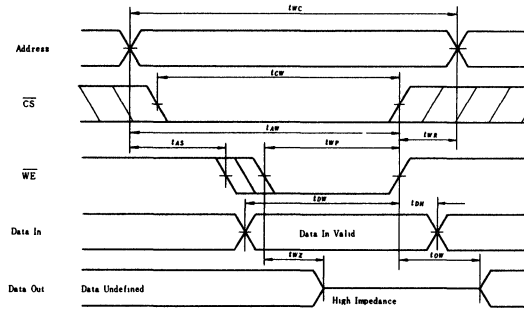 tWC
Address
tCW
CS
tAW
tWR
tAS
tWP
WE
tDW
tDH
Data In
Data In Valid
tWZ
tOW
Data Out
Data Undefined
High Impedance